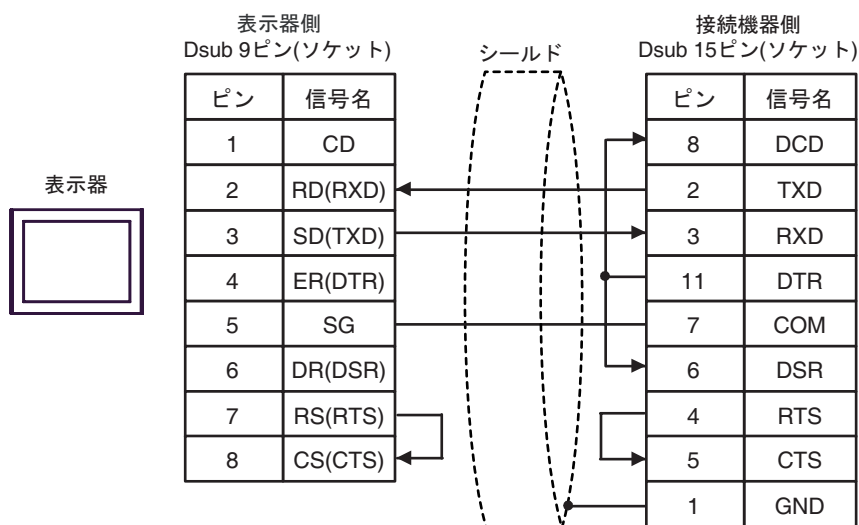 表示器側
Dsub 9ピン(ソケット)
シールド
接続機器側
Dsub 15ピン(ソケット)
表示器
ピン 信号名
1 CD
2 RD(RXD)
3 SD(TXD)
4 ER(DTR)
5 SG
6 DR(DSR)
7 RS(RTS)
8 CS(CTS)
ピン 信号名
8 DCD
2 TXD
3 RXD
11 DTR
7 COM
6 DSR
4 RTS
5 CTS
1 GND